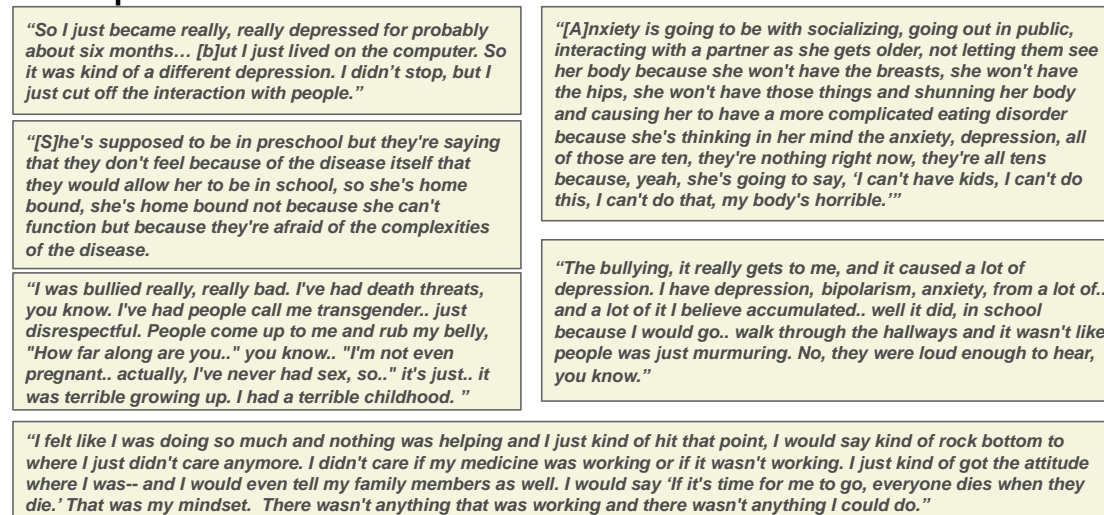 “So I just became really, really depressed for probably
about six months… [b]ut I just lived on the computer. So
it was kind of a different depression. I didn’t stop, but I
just cut off the interaction with people.”
“[S]he's supposed to be in preschool but they're saying
that they don't feel because of the disease itself that
they would allow her to be in school, so she's home
bound, she's home bound not because she can't
function but because they're afraid of the complexities
of the disease.
“I was bullied really, really bad. I've had death threats,
you know. I've had people call me transgender.. just
disrespectful. People come up to me and rub my belly,
"How far along are you.." you know.. "I'm not even
pregnant.. actually, I've never had sex, so.." it's just.. it
was terrible growing up. I had a terrible childhood. ”
“[A]nxiety is going to be with socializing, going out in public,
interacting with a partner as she gets older, not letting them see
her body because she won't have the breasts, she won't have
the hips, she won't have those things and shunning her body
and causing her to have a more complicated eating disorder
because she's thinking in her mind the anxiety, depression, all
of those are ten, they're nothing right now, they're all tens
because, yeah, she's going to say, ‘I can't have kids, I can't do
this, I can't do that, my body's horrible.’”
“The bullying, it really gets to me, and it caused a lot of
depression. I have depression, bipolarism, anxiety, from a lot of..
and a lot of it I believe accumulated.. well it did, in school
because I would go.. walk through the hallways and it wasn't like
people was just murmuring. No, they were loud enough to hear,
you know.”
“I felt like I was doing so much and nothing was helping and I just kind of hit that point, I would say kind of rock bottom to
where I just didn't care anymore. I didn't care if my medicine was working or if it wasn't working. I just kind of got the attitude
where I was-- and I would even tell my family members as well. I would say ‘If it's time for me to go, everyone dies when they
die.’ That was my mindset.  There wasn't anything that was working and there wasn't anything I could do.”